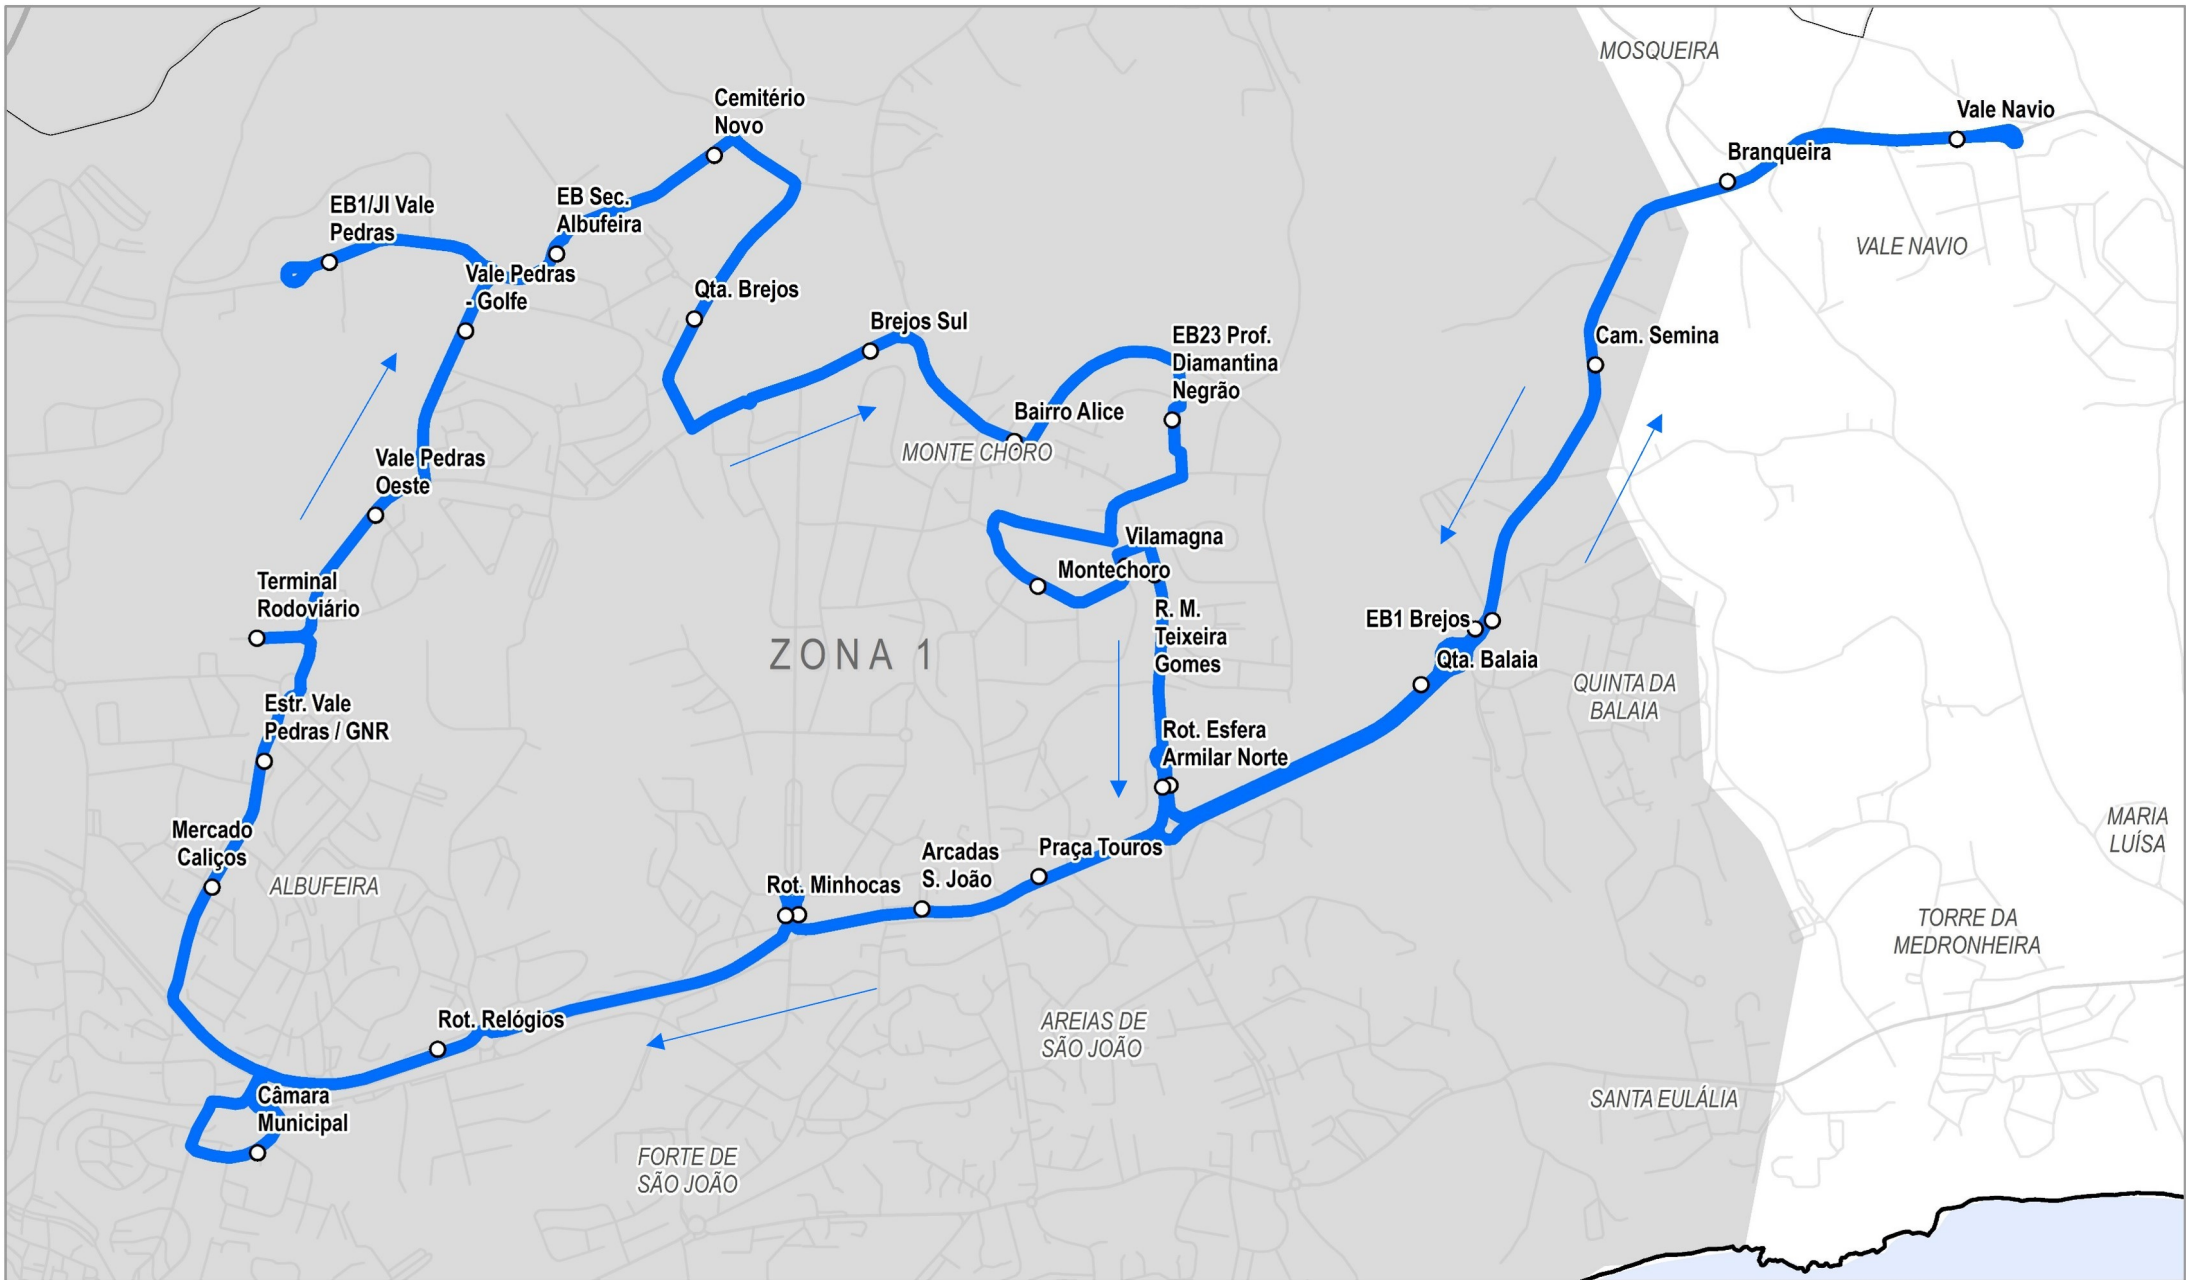 MOSQUEIRA
Cemitério
Novo
Vale Navio
Branqueira
EB1/JI Vale
Pedras
EB Sec.
Albufeira
VALE NAVIO
Vale Pedras
- Golfe
Qta. Brejos
Brejos Sul
EB23 Prof.
Diamantina
Negrão
Cam. Semina
Bairro Alice
MONTE CHORO
Vale Pedras
Oeste
Vilamagna
Montechoro
Terminal
Rodoviário
R. M.
Teixeira
Gomes
EB1 Brejos
ZONA 1
Qta. Balaia
QUINTA DA
BALAIA
Estr. Vale
Pedras / GNR
Rot. Esfera
Armilar Norte
Mercado
Caliços
MARIA
LUÍSA
Arcadas
S. João
Praça Touros
ALBUFEIRA
Rot. Minhocas
TORRE DA
MEDRONHEIRA
Rot. Relógios
AREIAS DE
SÃO JOÃO
Câmara
Municipal
SANTA EULÁLIA
FORTE DE
SÃO JOÃO